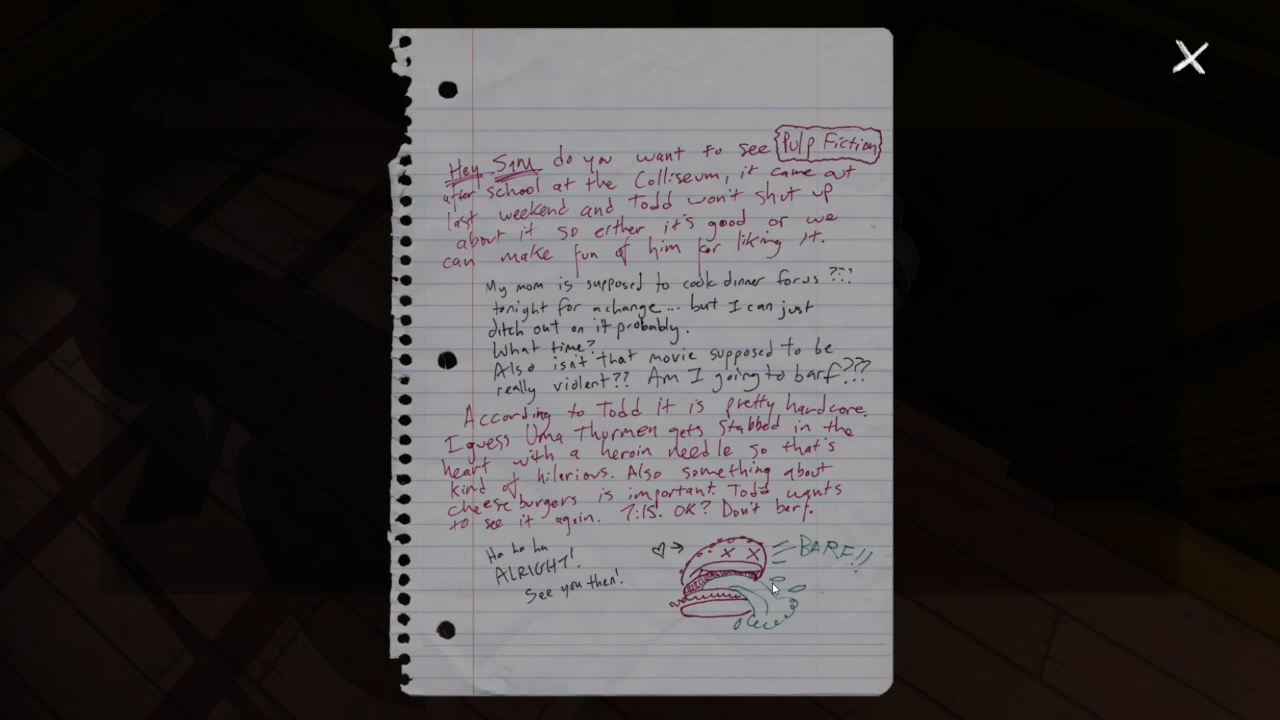 Hey Sam do you want to see Pulp Fiction
after school at the Colliseum, it came out
last weekend and Todd won't shut up
about it so either it's good or we
can make fun of him for liking it.
My mom is supposed to cook dinner for us ???
tonight for a change... but I can just
ditch out on it probably.
What time?
Also isn't that movie supposed to be
really violent?? Am I going to barf???
According to Todd it is pretty hardcore.
I guess Uma Thurmen gets stabbed in the
heart with a heroin needle so that's
kind of hilarious. Also something about
cheeseburgers is important. Todd wants
to see it again. 7:15. OK? Don't barf.
Ha ha ha
ALRIGHT!
See you then!
BARF!!